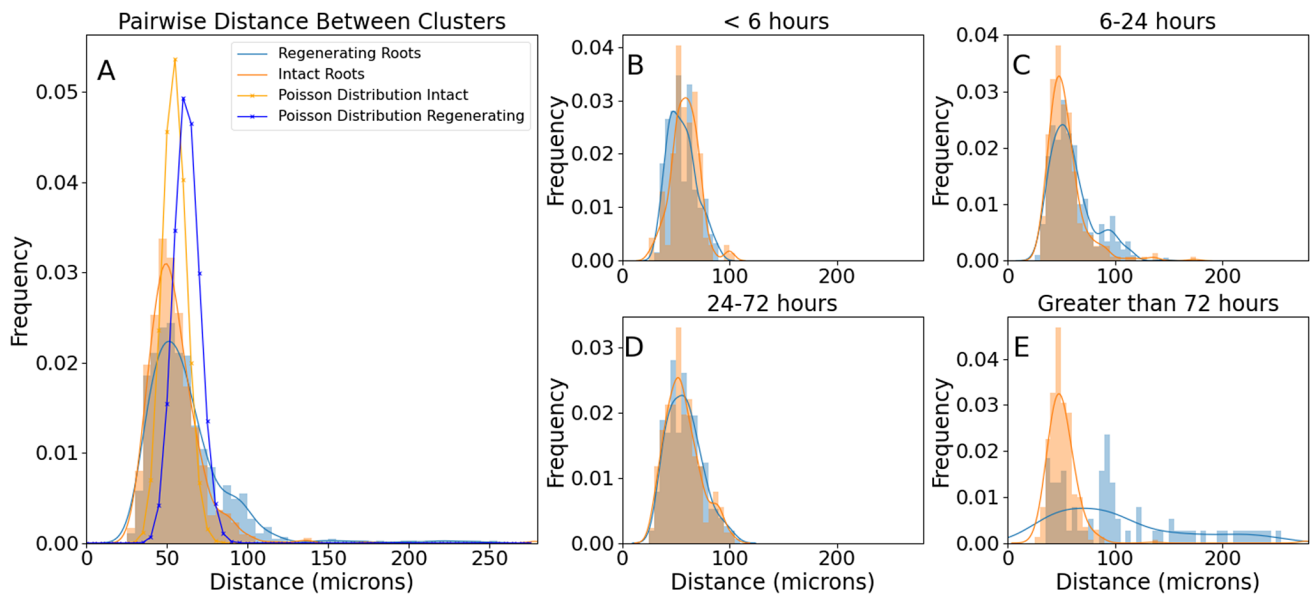 Pairwise Distance Between Clusters
A
Regenerating Roots
Intact Roots
Poisson Distribution Intact
Poisson Distribution Regenerating
Frequency
0.05
0.04
0.03
0.02
0.01
0.00
0 50 100 150 200 250
Distance (microns)
< 6 hours
B
Frequency
0.04
0.03
0.02
0.01
0.00
0 100 200
6-24 hours
C
Frequency
0.04
0.03
0.02
0.01
0.00
0 100 200
24-72 hours
D
Frequency
0.03
0.02
0.01
0.00
0 100 200
Distance (microns)
Greater than 72 hours
E
Frequency
0.04
0.03
0.02
0.01
0.00
0 100 200
Distance (microns)